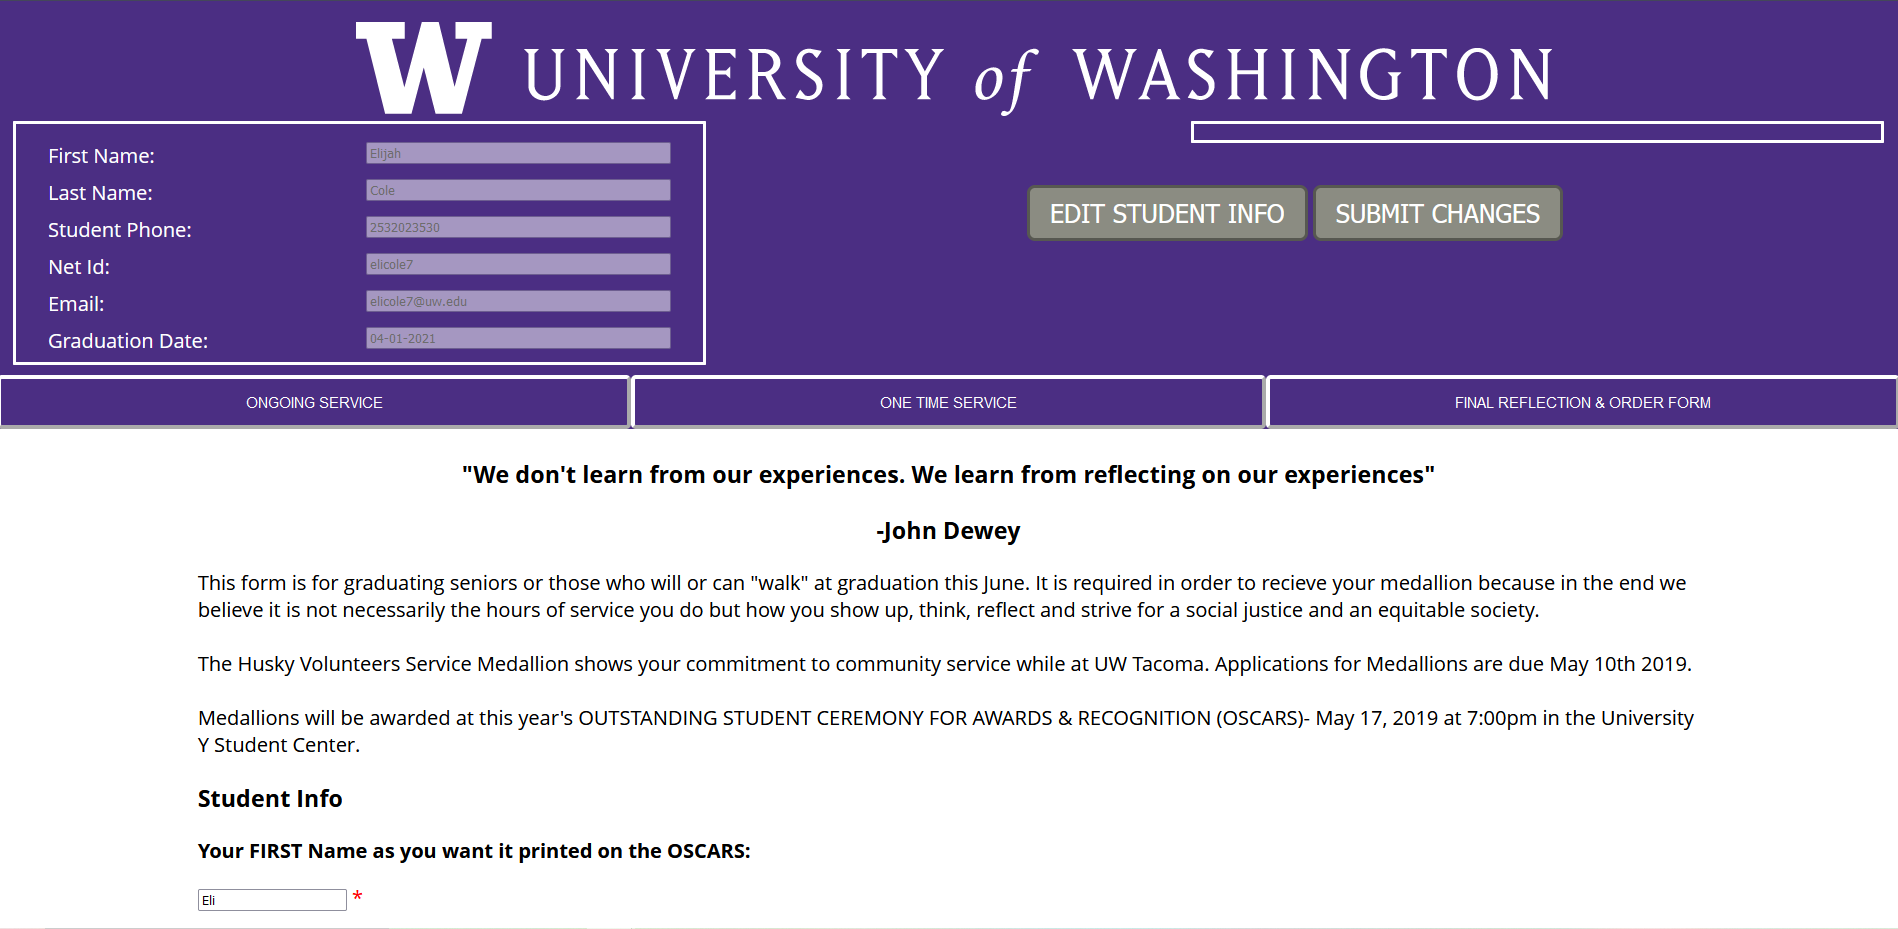 W UNIVERSITY of WASHINGTON
First Name: Elijah
Last Name: Cole
Student Phone: 2532023530
Net Id: elicole7
Email: elicole7@uw.edu
Graduation Date: 04-01-2021
EDIT STUDENT INFO SUBMIT CHANGES
ONGOING SERVICE ONE TIME SERVICE FINAL REFLECTION & ORDER FORM
"We don't learn from our experiences. We learn from reflecting on our experiences"
-John Dewey
This form is for graduating seniors or those who will or can "walk" at graduation this June. It is required in order to recieve your medallion because in the end we
believe it is not necessarily the hours of service you do but how you show up, think, reflect and strive for a social justice and an equitable society.
The Husky Volunteers Service Medallion shows your commitment to community service while at UW Tacoma. Applications for Medallions are due May 10th 2019.
Medallions will be awarded at this year's OUTSTANDING STUDENT CEREMONY FOR AWARDS & RECOGNITION (OSCARS)- May 17, 2019 at 7:00pm in the University
Y Student Center.
Student Info
Your FIRST Name as you want it printed on the OSCARS:
Eli *